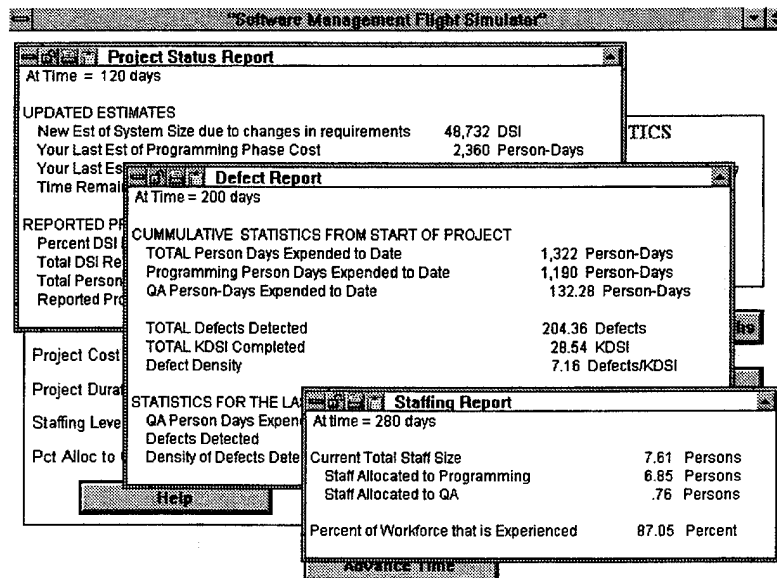 "Software Management Flight Simulator"
Project Status Report
At Time = 120 days
UPDATED ESTIMATES
New Est of System Size due to changes in requirements 48,732 DSI
Your Last Est of Programming Phase Cost 2,360 Person-Days
Your Last Es
Time Remai
REPORTED PR
Percent DSI
Total DSI Re
Total Person
Reported Pro
TICS
Defect Report
At Time = 200 days
CUMMULATIVE STATISTICS FROM START OF PROJECT
TOTAL Person Days Expended to Date 1,322 Person-Days
Programming Person Days Expended to Date 1,190 Person-Days
QA Person-Days Expended to Date 132.28 Person-Days
TOTAL Defects Detected 204.36 Defects
TOTAL KDSI Completed 28.54 KDSI
Defect Density 7.16 Defects/KDSI
STATISTICS FOR THE LA
QA Person Days Expen
Defects Detected
Density of Defects Dete
Project Cost
Project Durat
Staffing Leve
Pct Alloc to
Help
hs
Staffing Report
At time = 280 days
Current Total Staff Size 7.61 Persons
Staff Allocated to Programming 6.85 Persons
Staff Allocated to QA .76 Persons
Percent of Workforce that is Experienced 87.05 Percent
Advance Time